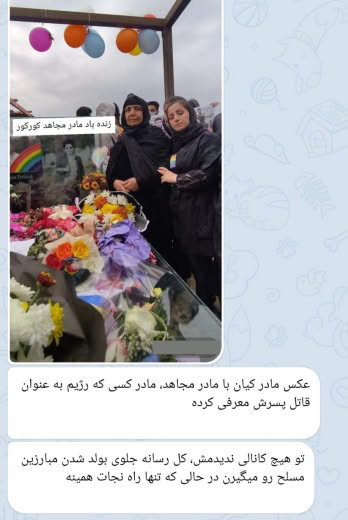 زنده باد مادر مجاهد کورکور
عکس مادر کیان با مادر مجاهد، مادر کسی که رژیم به عنوان
قاتل پسرش معرفی کرده
تو هیچ کانالی ندیدمش، کل رسانه جلوی بولد شدن مبارزین
مسلح رو میگیرن در حالی که تنها راه نجات همینه